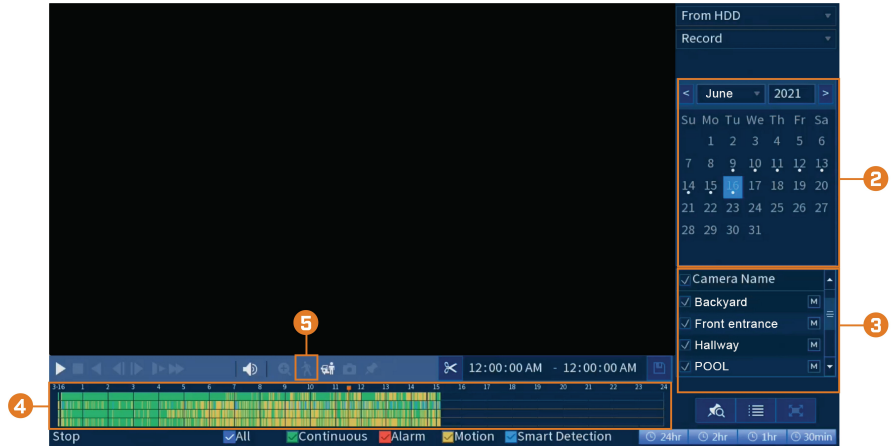 From HDD
Record
< June 2021 >
Su Mo Tu We Th Fr Sa
1 2 3 4 5 6
7 8 9 10 11 12 13
14 15 16 17 18 19 20
21 22 23 24 25 26 27
28 29 30 31
2
Camera Name
Backyard M
Front entrance M
Hallway M
POOL M
3
5
12:00:00 AM - 12:00:00 AM
3-16 1 2 3 4 5 6 7 8 9 10 11 12 13 14 15 16 17 18 19 20 21 22 23 24
4
Stop All Continuous Alarm Motion Smart Detection 24hr 2hr 1hr 30min